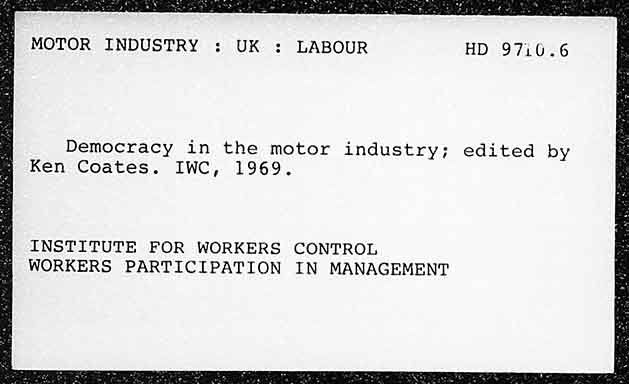 MOTOR INDUSTRY : UK : LABOUR HD 9710.6
Democracy in the motor industry; edited by
Ken Coates. IWC, 1969.
INSTITUTE FOR WORKERS CONTROL
WORKERS PARTICIPATION IN MANAGEMENT